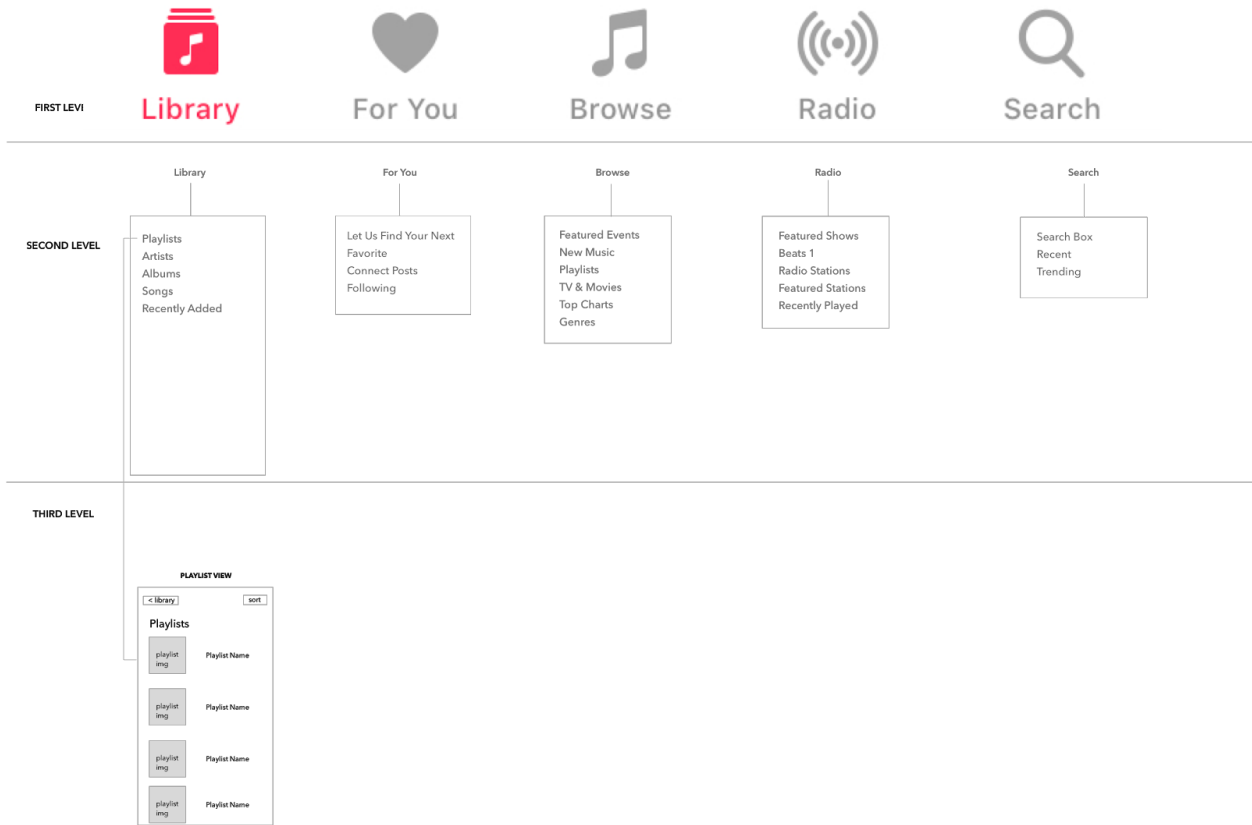 FIRST LEVI
Library
For You
Browse
Radio
Search
Library
For You
Browse
Radio
Search
SECOND LEVEL
Playlists
Artists
Albums
Songs
Recently Added
Let Us Find Your Next
Favorite
Connect Posts
Following
Featured Events
New Music
Playlists
TV & Movies
Top Charts
Genres
Featured Shows
Beats 1
Radio Stations
Featured Stations
Recently Played
Search Box
Recent
Trending
THIRD LEVEL
PLAYLIST VIEW
< library
sort
Playlists
playlist
img
Playlist Name
playlist
img
Playlist Name
playlist
img
Playlist Name
playlist
img
Playlist Name